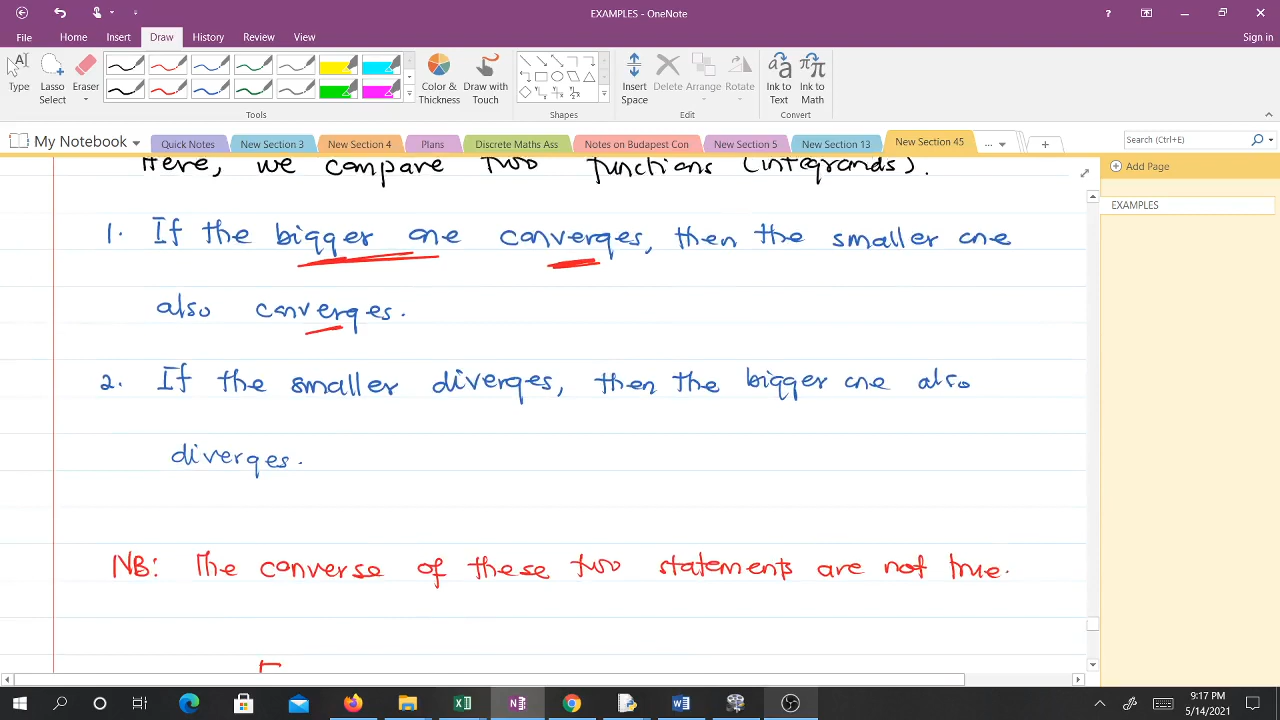 EXAMPLES - OneNote
Sign in
File Home Insert Draw History Review View
Type
Lasso Select
Eraser
Color & Thickness
Draw with Touch
Insert Space
Delete Arrange Rotate
Ink to Text
Ink to Math
Tools Shapes Edit Convert
My Notebook Quick Notes New Section 3 New Section 4 Plans Discrete Maths Ass Notes on Budapest Con New Section 5 New Section 13 New Section 45 ... Search (Ctrl+E)
Add Page
EXAMPLES
Here, we compare two functions (integrands).
1. If the bigger one converges, then the smaller one
also converges.
2. If the smaller diverges, then the bigger one also
diverges.
NB: The converse of these two statements are not true.
9:17 PM
5/14/2021